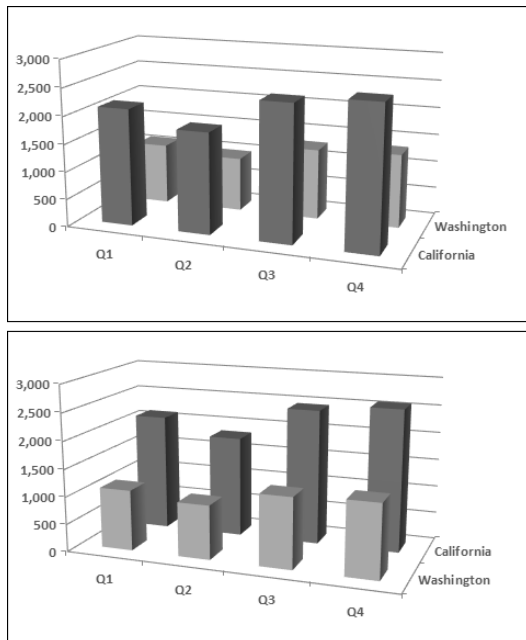 3,000
2,500
2,000
1,500
1,000
500
0
Q1
Q2
Q3
Q4
Washington
California
3,000
2,500
2,000
1,500
1,000
500
0
Q1
Q2
Q3
Q4
California
Washington